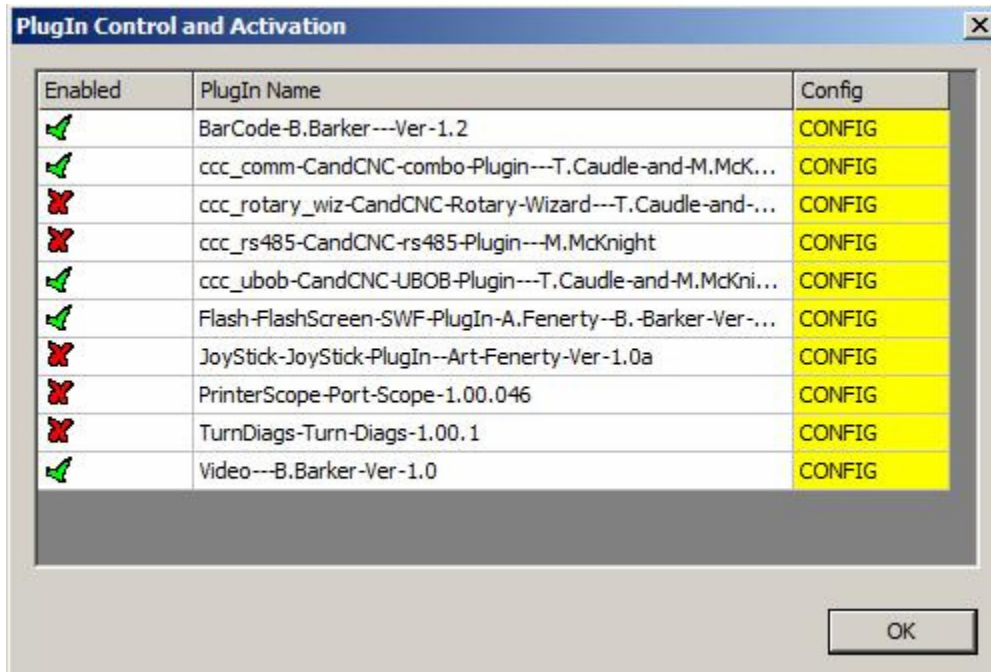 PlugIn Control and Activation
Enabled PlugIn Name Config
BarCode-B.Barker---Ver-1.2 CONFIG
ccc_comm-CandCNC-combo-Plugin---T.Caudle-and-M.McK... CONFIG
ccc_rotary_wiz-CandCNC-Rotary-Wizard---T.Caudle-and-... CONFIG
ccc_rs485-CandCNC-rs485-Plugin---M.McKnight CONFIG
ccc_ubob-CandCNC-UBOB-Plugin---T.Caudle-and-M.McKni... CONFIG
Flash-FlashScreen-SWF-PlugIn-A.Fenerty--B.-Barker-Ver-... CONFIG
JoyStick-JoyStick-PlugIn--Art-Fenerty-Ver-1.0a CONFIG
PrinterScope-Port-Scope-1.00.046 CONFIG
TurnDiags-Turn-Diags-1.00.1 CONFIG
Video---B.Barker-Ver-1.0 CONFIG
OK